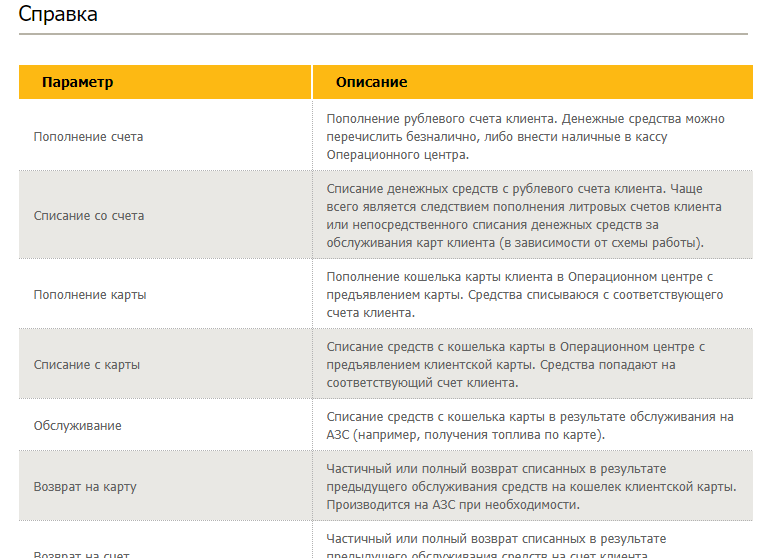 Справка
Параметр
Описание
Пополнение счета
Пополнение рублевого счета клиента. Денежные средства можно
перечислить безналично, либо внести наличные в кассу
Операционного центра.
Списание со счета
Списание денежных средств с рублевого счета клиента. Чаще
всего является следствием пополнения литровых счетов клиента
или непосредственного списания денежных средств за
обслуживания карт клиента (в зависимости от схемы работы).
Пополнение карты
Пополнение кошелька карты клиента в Операционном центре с
предъявлением карты. Средства списываюся с соответствующего
счета клиента.
Списание с карты
Списание средств с кошелька карты в Операционном центре с
предъявлением клиентской карты. Средства попадают на
соответствующий счет клиента.
Обслуживание
Списание средств с кошелька карты в результате обслуживания на
АЗС (например, получения топлива по карте).
Возврат на карту
Частичный или полный возврат списанных в результате
предыдущего обслуживания средств на кошелек клиентской карты.
Производится на АЗС при необходимости.
Возврат на счет
Частичный или полный возврат списанных в результате
предыдущего обслуживания средств на счет клиента.